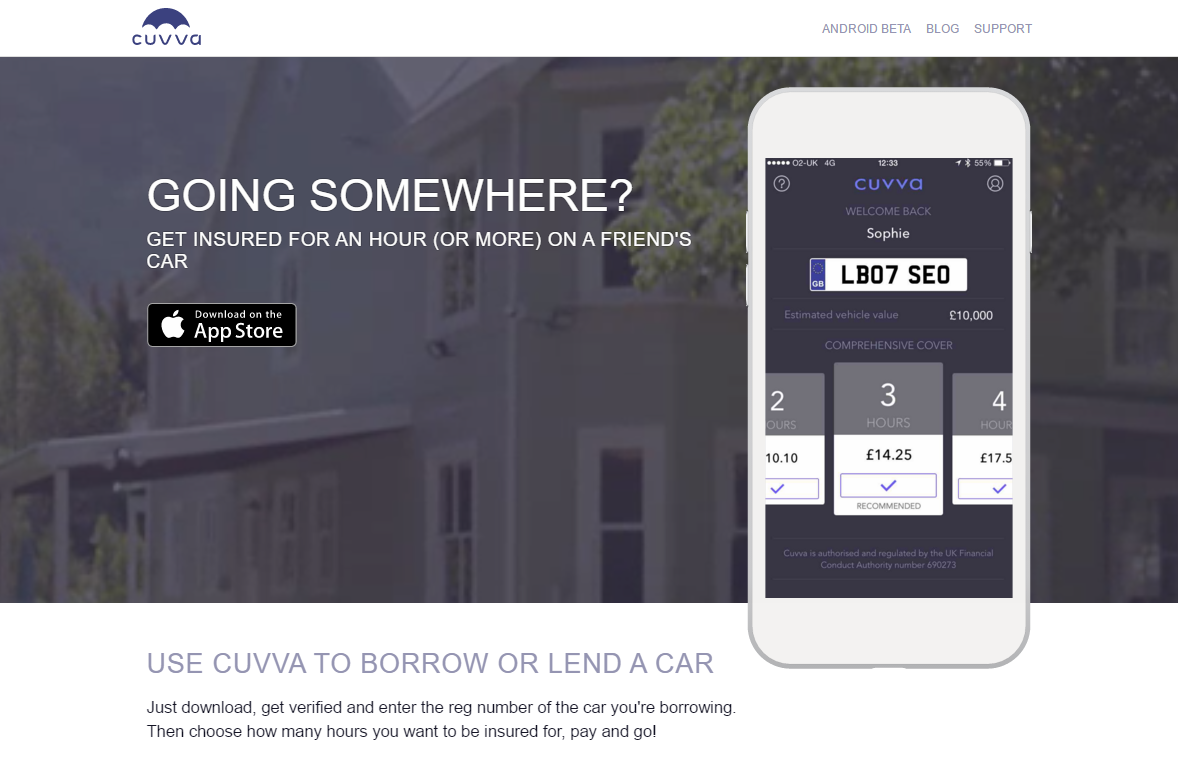 cuvva
ANDROID BETA BLOG SUPPORT
GOING SOMEWHERE?
GET INSURED FOR AN HOUR (OR MORE) ON A FRIEND'S
CAR
Download on the
App Store
O2-UK 4G 12:33 55%
? cuvva
WELCOME BACK
Sophie
GB LB07 SEO
Estimated vehicle value £10,000
COMPREHENSIVE COVER
2 3 4
OURS HOURS HOUR
10.10 £14.25 £17.5
RECOMMENDED
Cuvva is authorised and regulated by the UK Financial
Conduct Authority number 690273
USE CUVVA TO BORROW OR LEND A CAR
Just download, get verified and enter the reg number of the car you're borrowing.
Then choose how many hours you want to be insured for, pay and go!